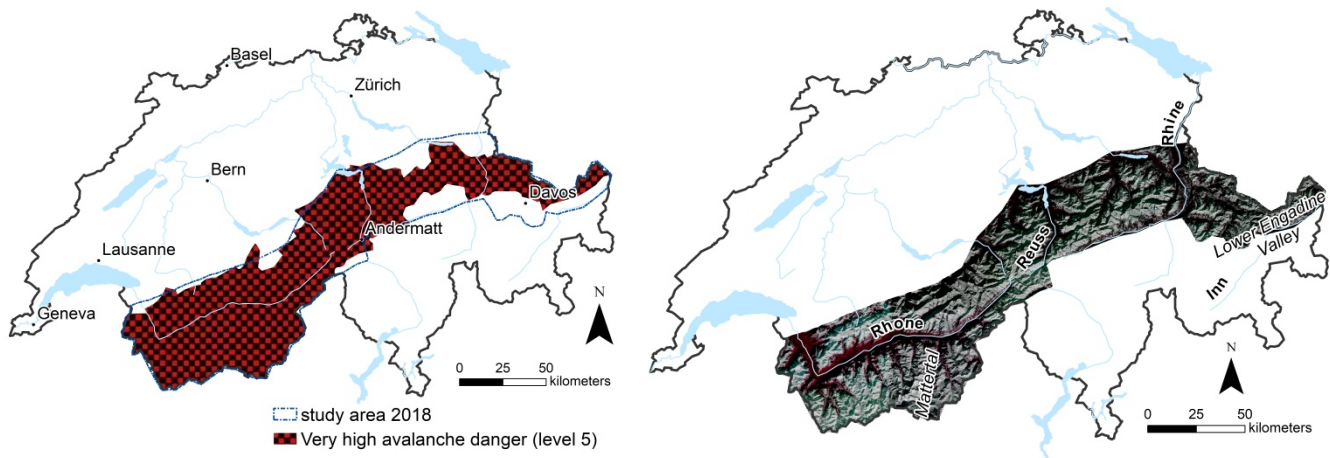 Basel
Zürich
Bern
Davos
Andermatt
Lausanne
Geneva
N
0 25 50
kilometers
study area 2018
Very high avalanche danger (level 5)
Rhine
Reuss
Lower Engadine
Valley
Inn
Rhone
Mattertal
N
0 25 50
kilometers